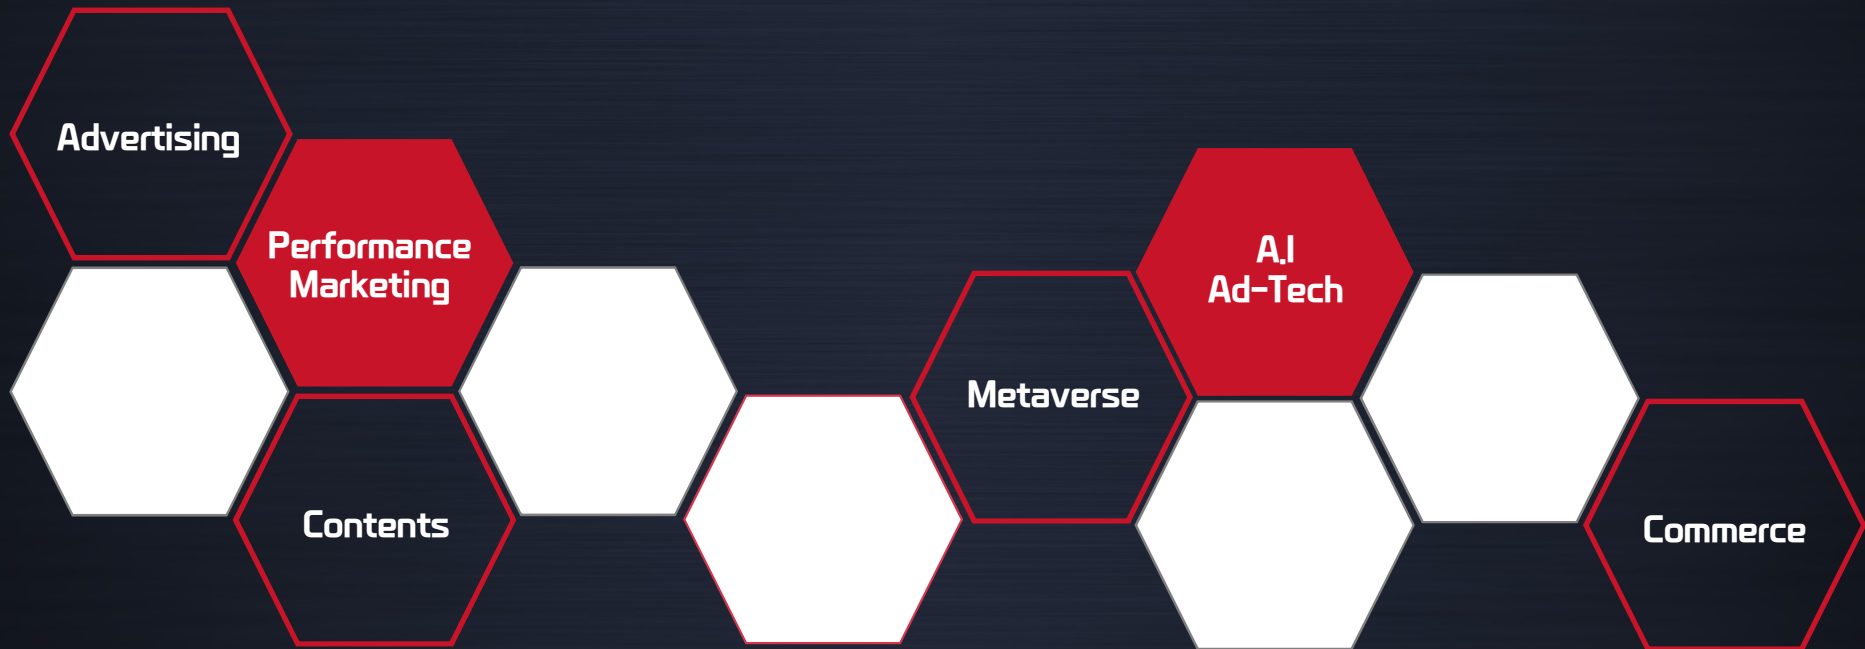 Advertising
Performance
Marketing
Contents
Metaverse
A.I
Ad-Tech
Commerce